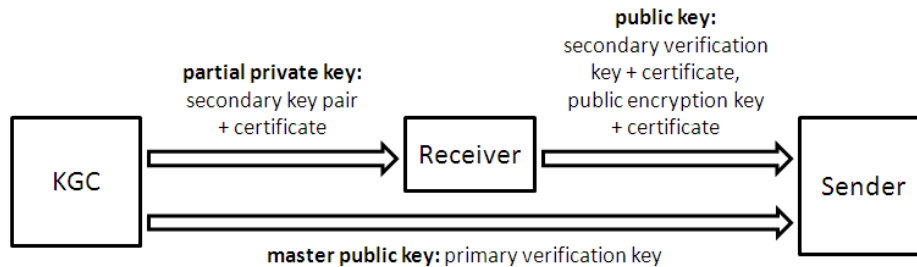 public key:
secondary verification
key + certificate,
public encryption key
+ certificate
partial private key:
secondary key pair
+ certificate
KGC
Receiver
Sender
master public key: primary verification key